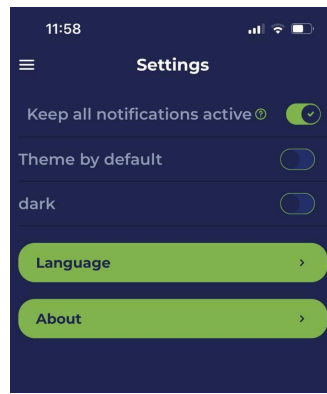 11:58
Settings
Keep all notifications active
Theme by default
dark
Language
About